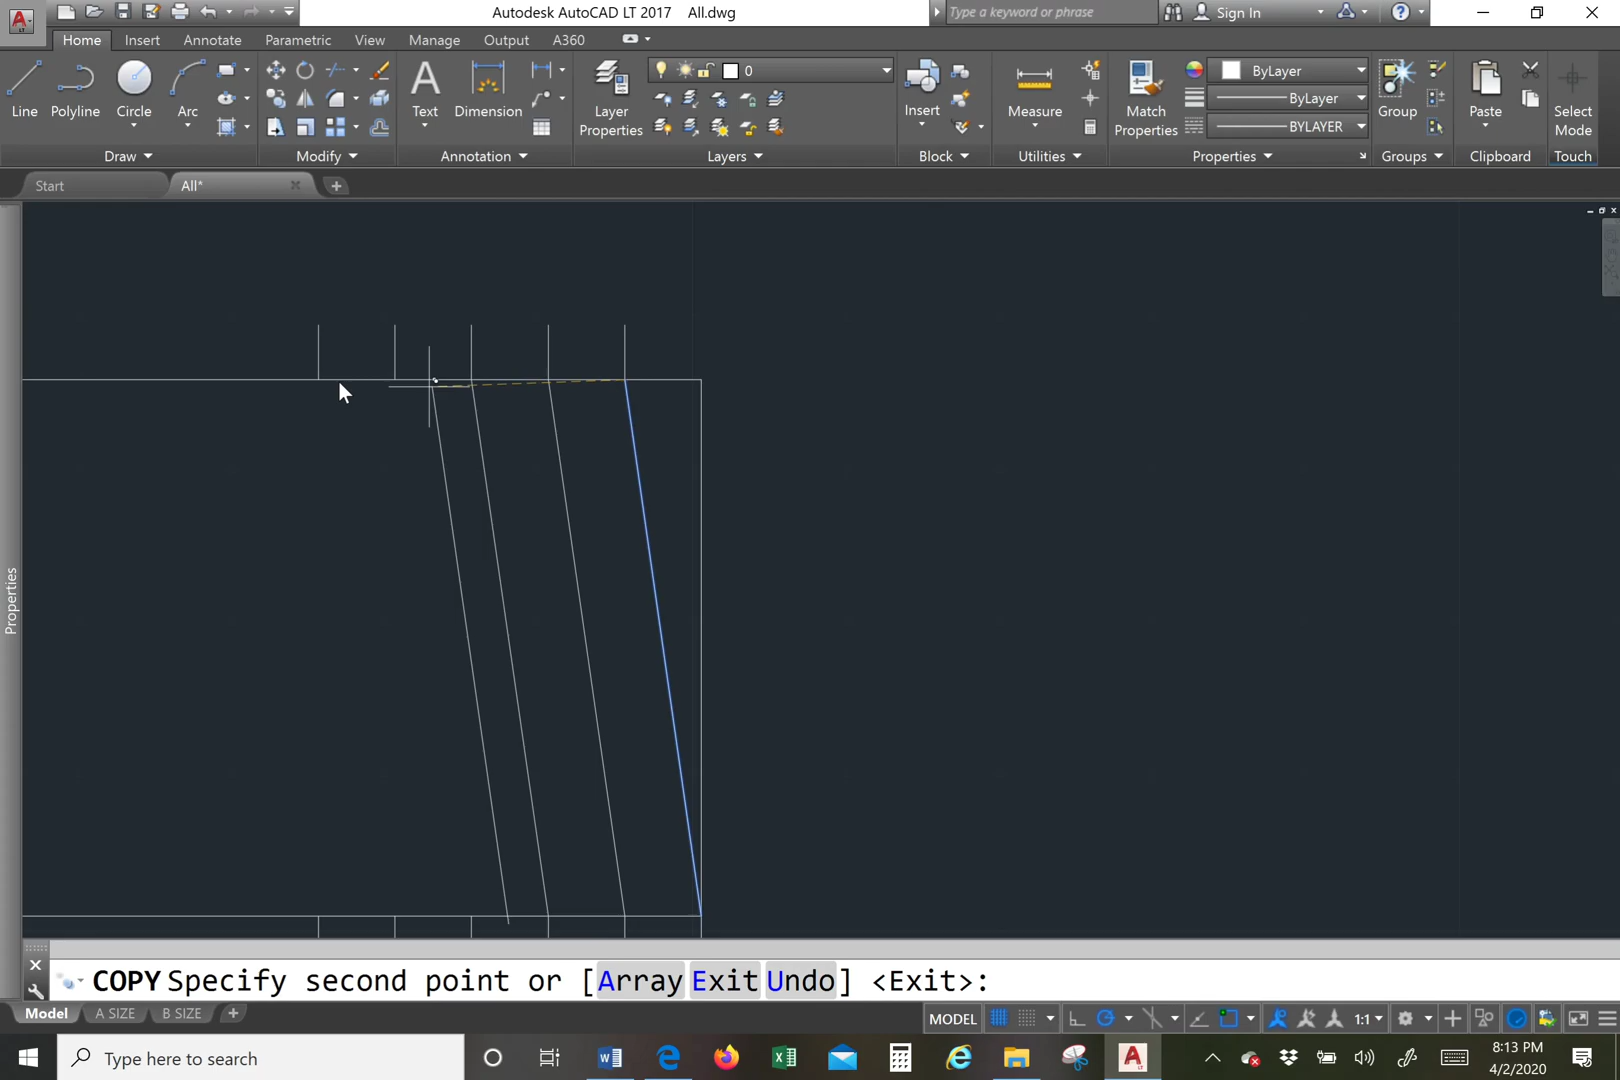 Autodesk AutoCAD LT 2017 All.dwg
Type a keyword or phrase
Sign In
Home Insert Annotate Parametric View Manage Output A360
Line Polyline Circle Arc
Text Dimension
Layer Properties
0
Insert
Measure
Match Properties
ByLayer
ByLayer
BYLAYER
Group
Paste
Select Mode
Draw Modify Annotation Layers Block Utilities Properties Groups Clipboard Touch
Start All*
Properties
COPY Specify second point or [Array Exit Undo] <Exit>:
Model A SIZE B SIZE
MODEL 1:1
Type here to search
8:13 PM
4/2/2020